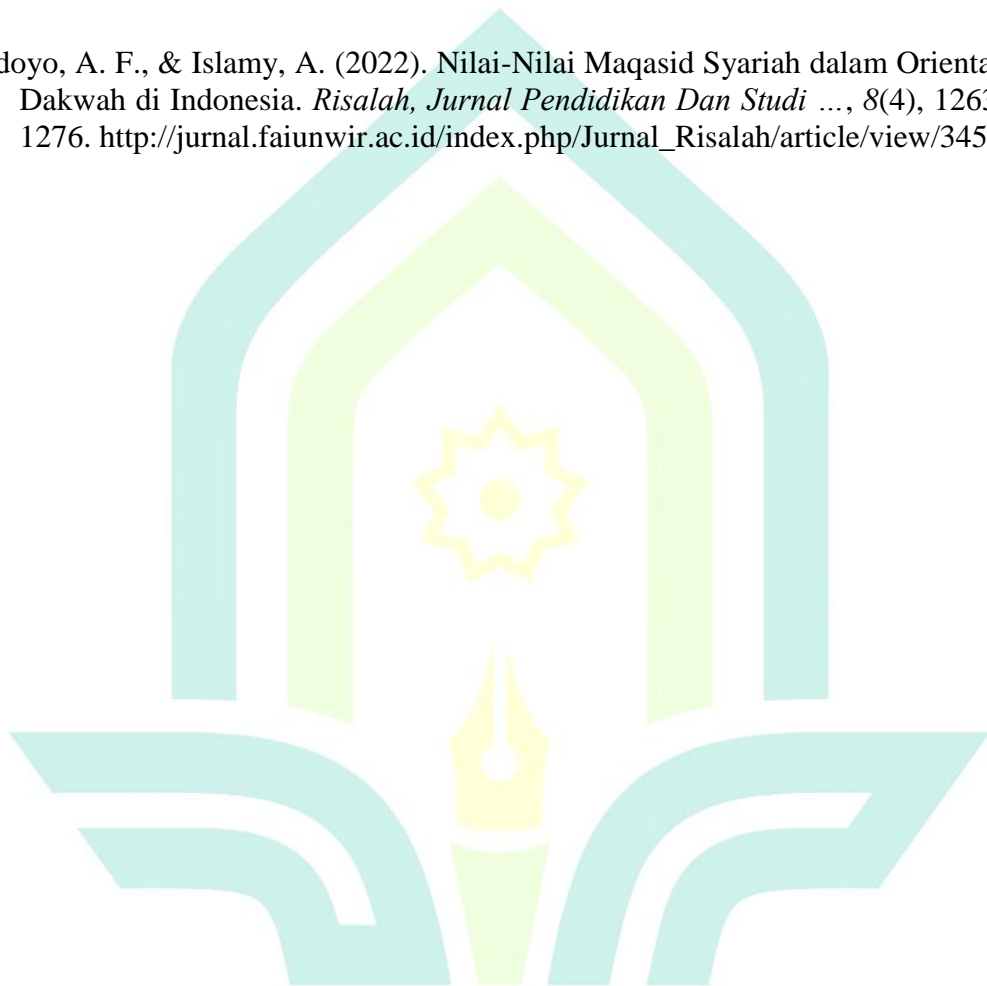 doyo, A. F., & Islamy, A. (2022). Nilai-Nilai Maqasid Syariah dalam Orienta
Dakwah di Indonesia. Risalah, Jurnal Pendidikan Dan Studi …, 8(4), 1263
1276. http://jurnal.faiunwir.ac.id/index.php/Jurnal_Risalah/article/view/345